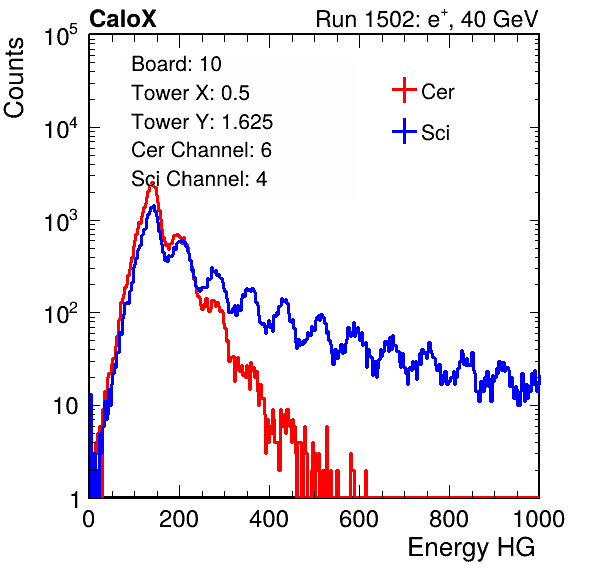 CaloX Run 1502: e⁺, 40 GeV
Board: 10
Tower X: 0.5
Tower Y: 1.625
Cer Channel: 6
Sci Channel: 4
Cer
Sci
Counts
10⁵
10⁴
10³
10²
10
1
0 200 400 600 800 1000
Energy HG